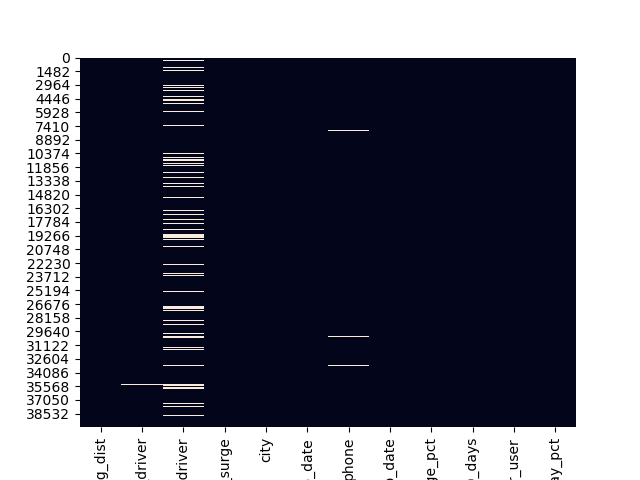 0
1482
2964
4446
5928
7410
8892
10374
11856
13338
14820
16302
17784
19266
20748
22230
23712
25194
26676
28158
29640
31122
32604
34086
35568
37050
38532
g_dist
driver
driver
_surge
city
_date
phone
_date
ge_pct
_days
_user
ay_pct